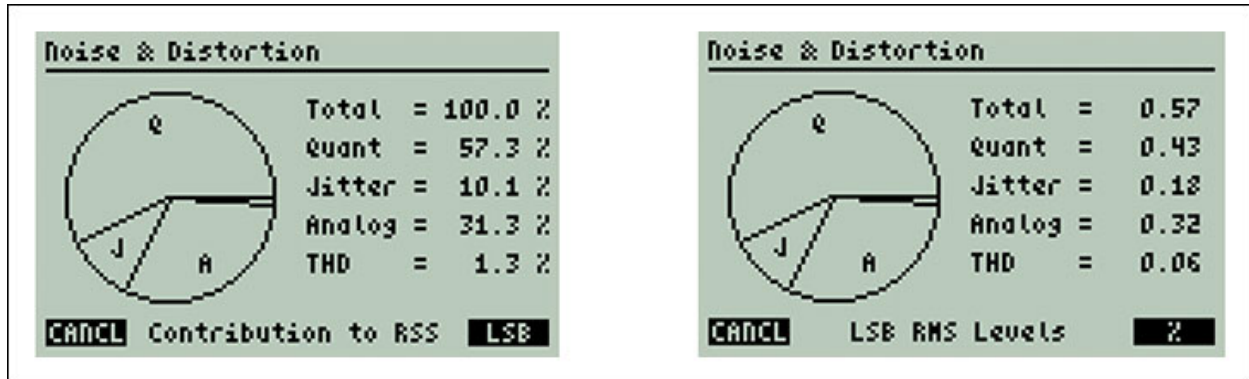 Noise & Distortion
Q
J
A
Total = 100.0 %
Quant = 57.3 %
Jitter = 10.1 %
Analog = 31.3 %
THD = 1.3 %
CANCL Contribution to RSS LSB
Noise & Distortion
Q
J
A
Total = 0.57
Quant = 0.43
Jitter = 0.18
Analog = 0.32
THD = 0.06
CANCL LSB RMS Levels %